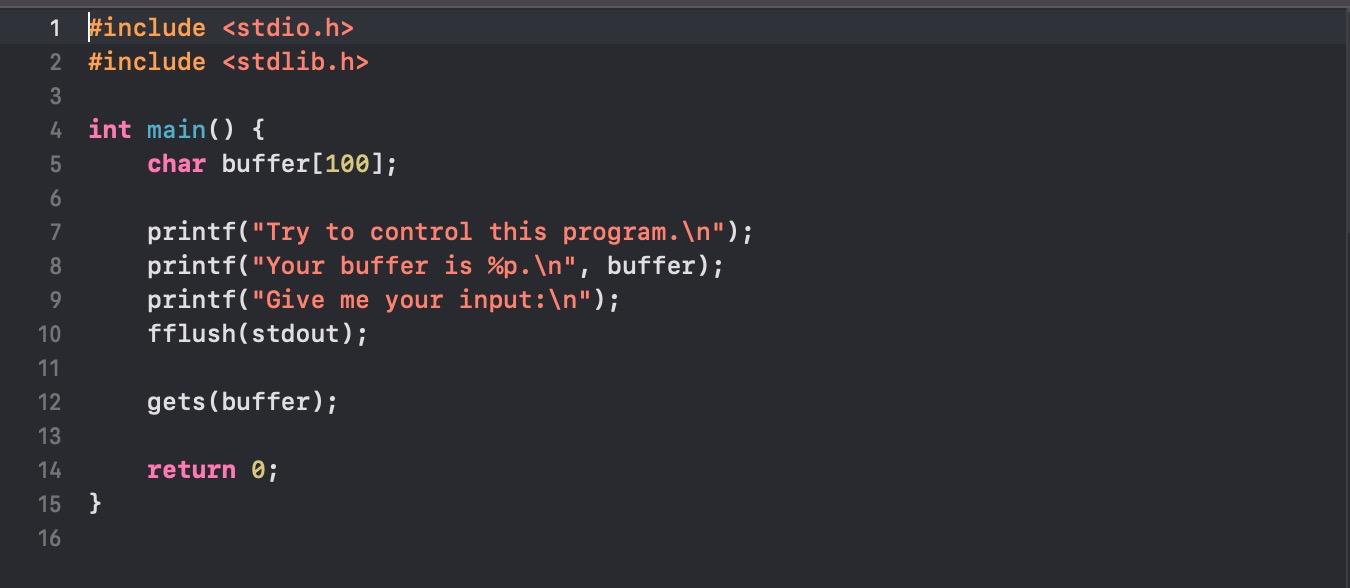 1 #include <stdio.h>
2 #include <stdlib.h>
3
4 int main() {
5     char buffer[100];
6
7     printf("Try to control this program.\n");
8     printf("Your buffer is %p.\n", buffer);
9     printf("Give me your input:\n");
10     fflush(stdout);
11
12     gets(buffer);
13
14     return 0;
15 }
16